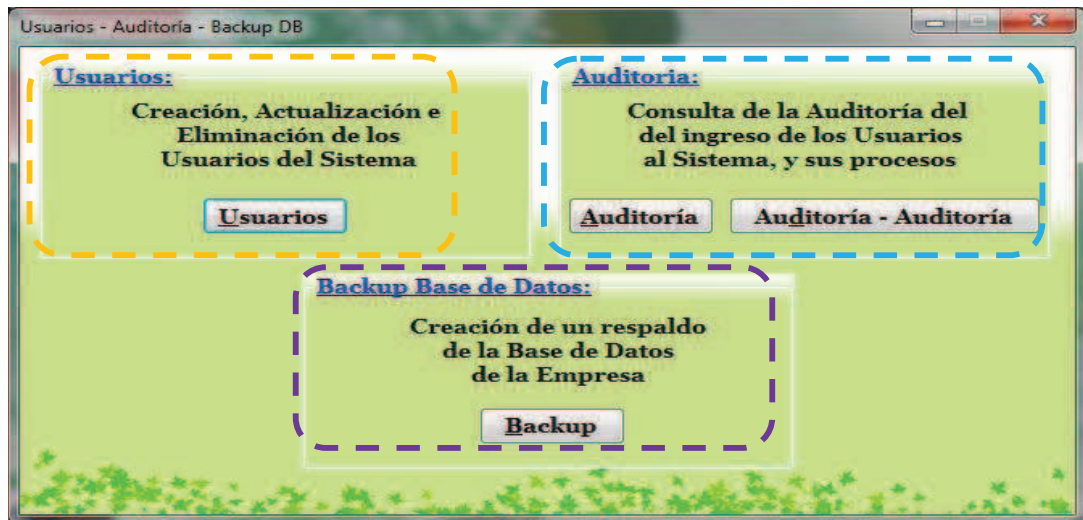 Usuarios - Auditoría - Backup DB
Usuarios:
Creación, Actualización e
Eliminación de los
Usuarios del Sistema
Usuarios
Auditoria:
Consulta de la Auditoría del
del ingreso de los Usuarios
al Sistema, y sus procesos
Auditoría
Auditoría - Auditoría
Backup Base de Datos:
Creación de un respaldo
de la Base de Datos
de la Empresa
Backup